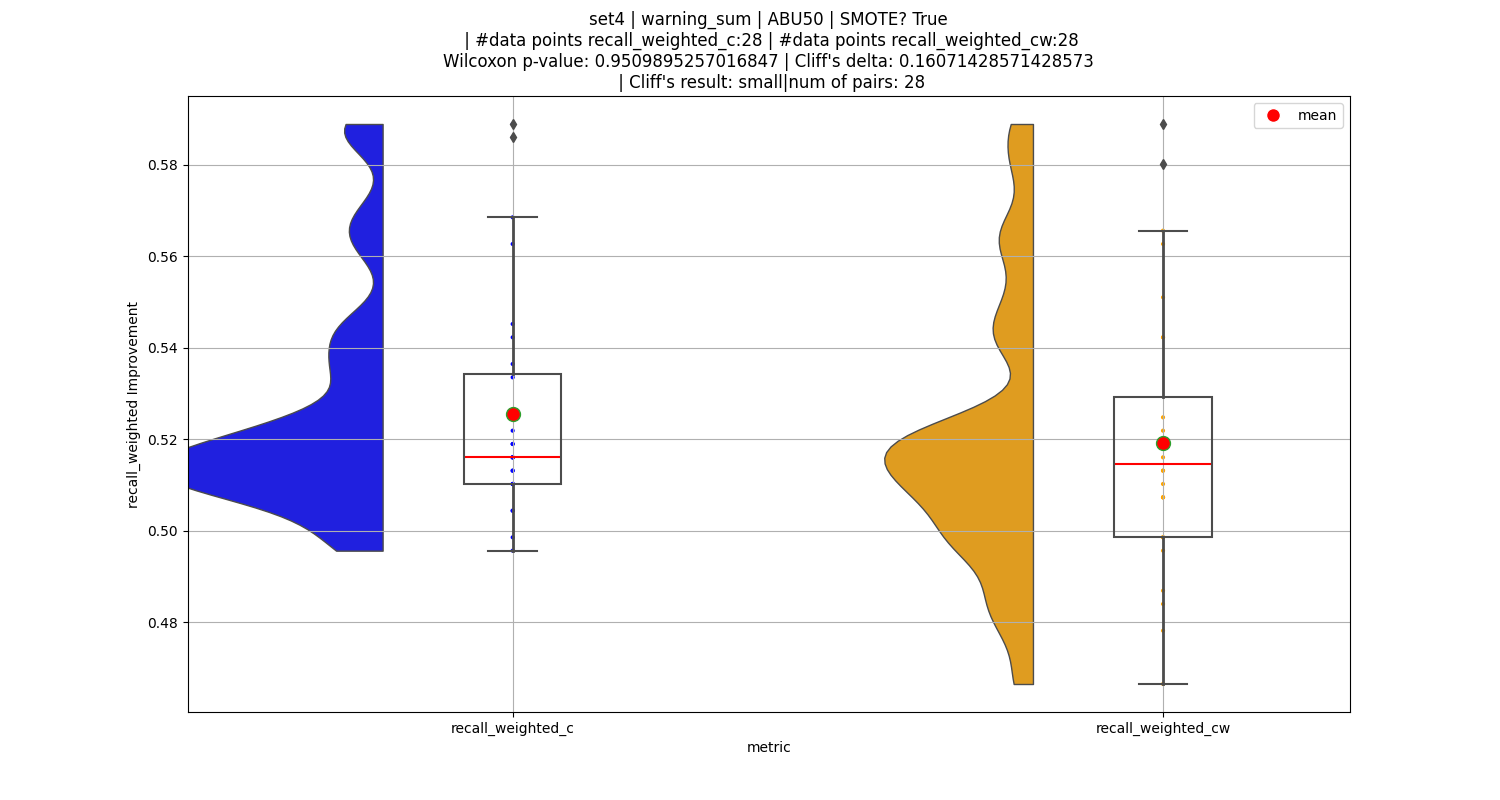 set4 | warning_sum | ABU50 | SMOTE? True
| #data points recall_weighted_c:28 | #data points recall_weighted_cw:28
Wilcoxon p-value: 0.9509895257016847 | Cliff's delta: 0.16071428571428573
| Cliff's result: small|num of pairs: 28
mean
0.58
0.56
0.54
0.52
0.50
0.48
recall_weighted Improvement
recall_weighted_c
recall_weighted_cw
metric